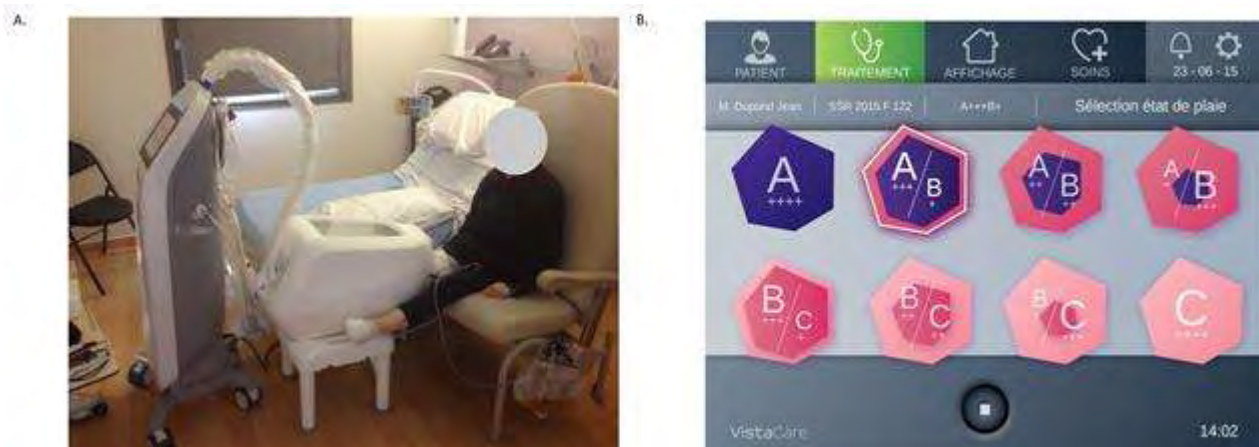 A.
B.
PATIENT
TRAITEMENT
AFFICHAGE
SOINS
23 - 06 - 15
M. Dupond Jean
SSR 2015 F 122
A+++B+
Sélection état de plaie
A
++++
A
+++
B
+
A
++
B
++
A
+
B
+++
B
+++
C
+
B
++
C
++
B
+
C
+++
C
++++
VistaCare
14:02